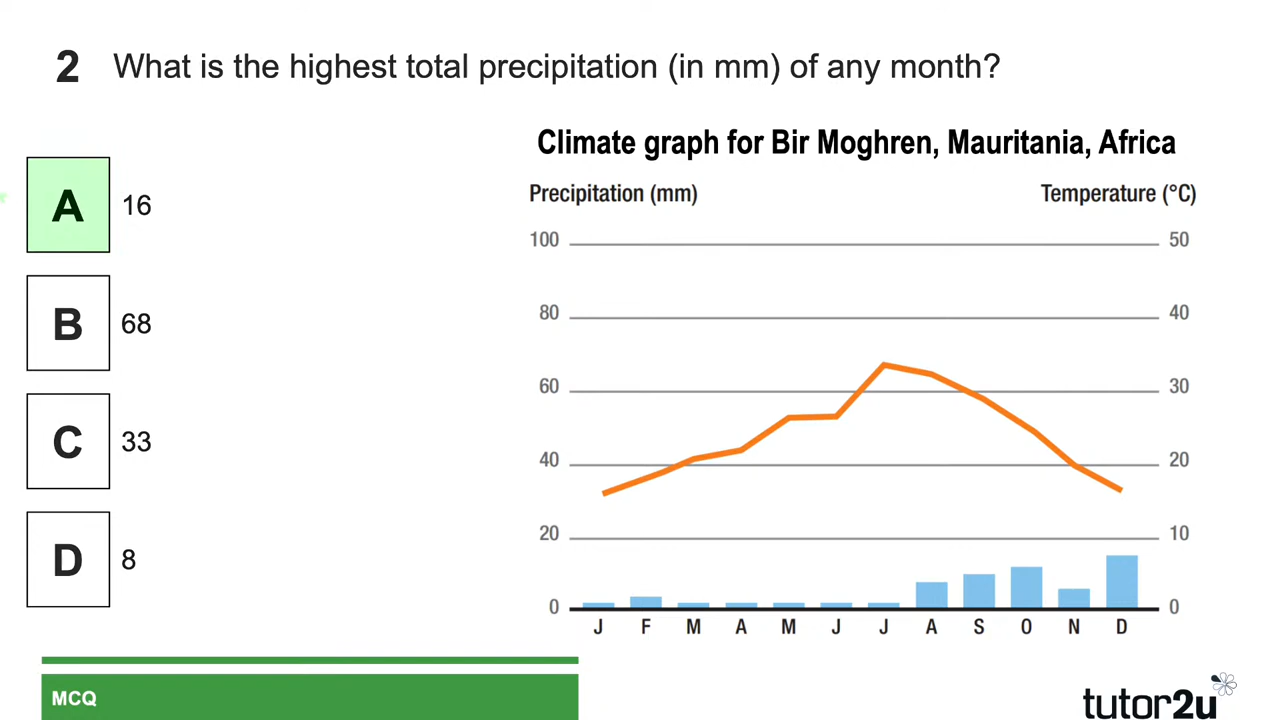 2 What is the highest total precipitation (in mm) of any month?
Climate graph for Bir Moghren, Mauritania, Africa
Precipitation (mm) Temperature (°C)
A 16
B 68
C 33
D 8
100 50
80 40
60 30
40 20
20 10
0 0
J F M A M J J A S O N D
MCQ
tutor2u